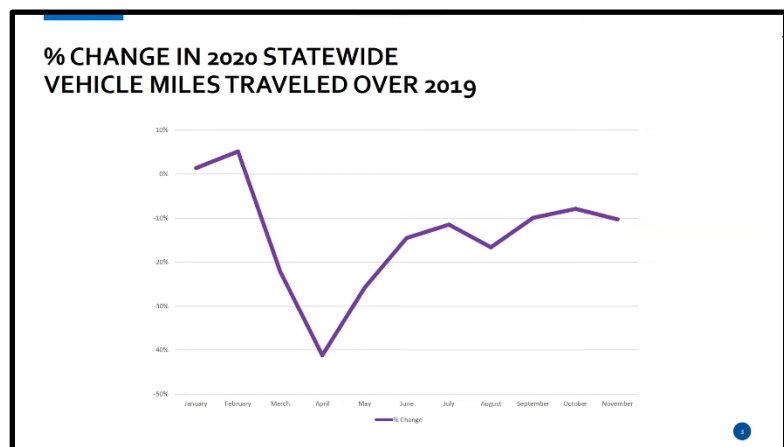 % CHANGE IN 2020 STATEWIDE
VEHICLE MILES TRAVELED OVER 2019
10%
0%
-10%
-20%
-30%
-40%
-50%
January February March April May June July August September October November
% Change
3